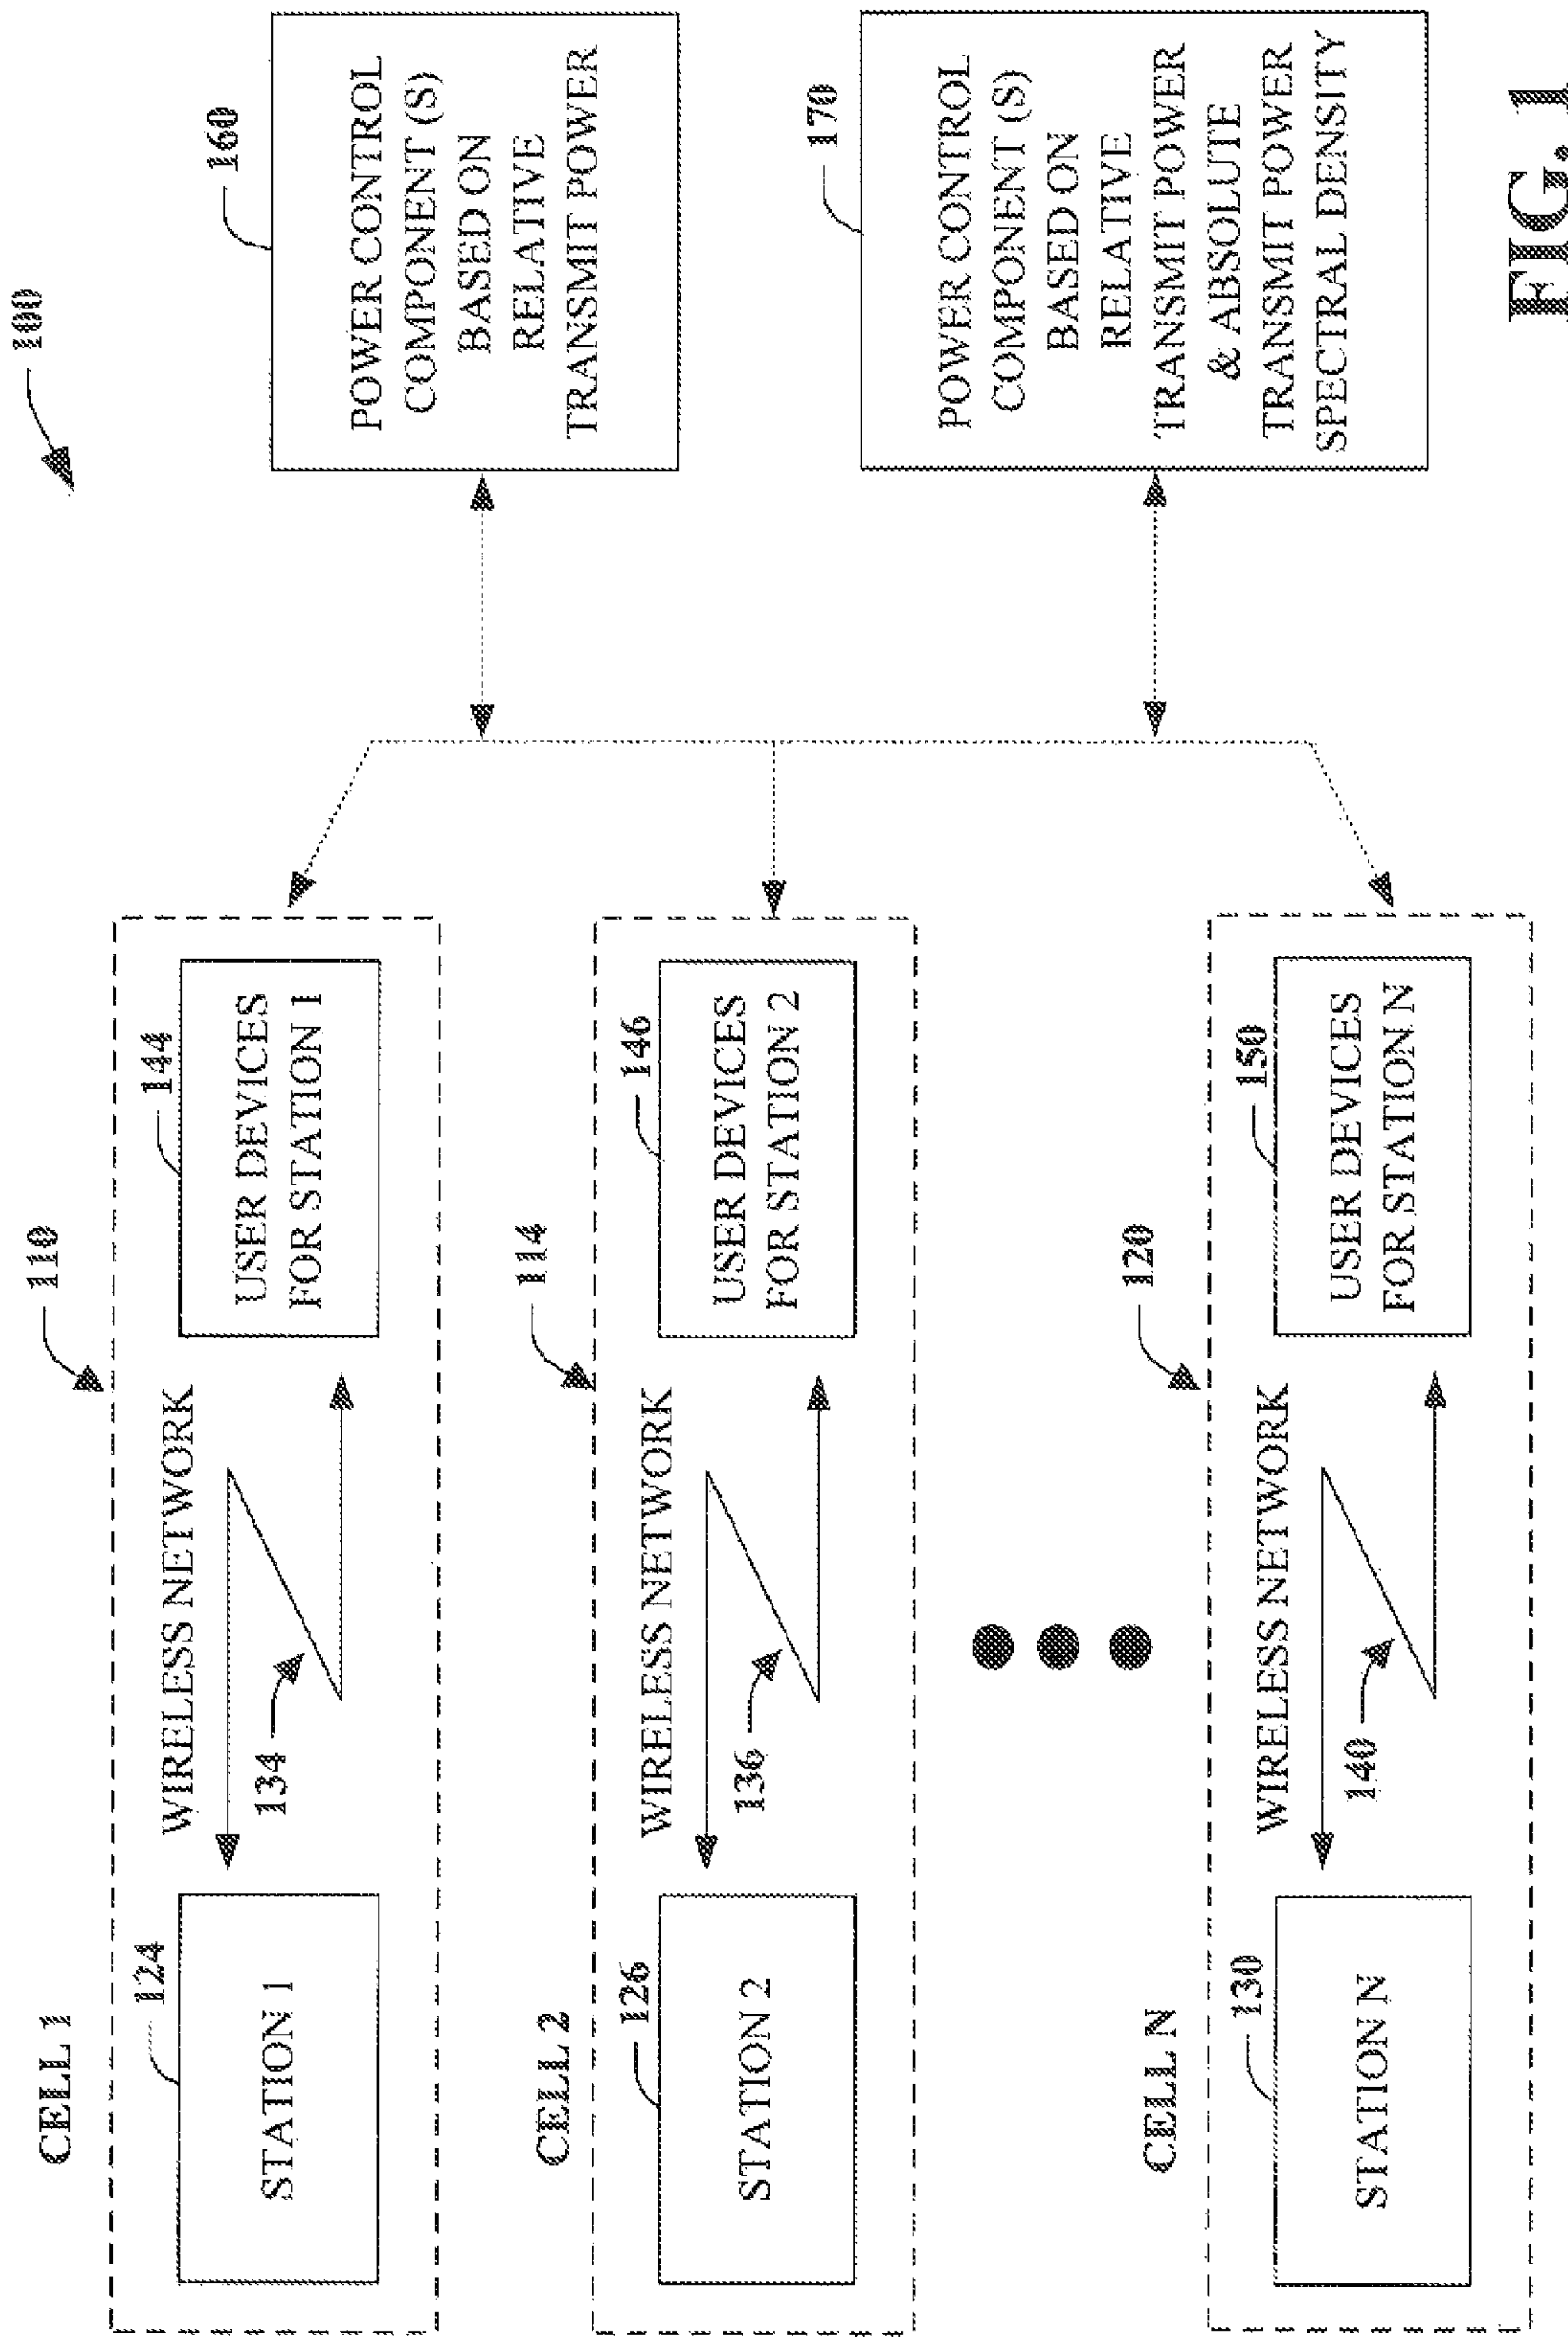 100
CELL 1
110
124
STATION 1
WIRELESS NETWORK
134
144
USER DEVICES
FOR STATION 1
CELL 2
114
126
STATION 2
WIRELESS NETWORK
136
146
USER DEVICES
FOR STATION 2
CELL N
120
130
STATION N
WIRELESS NETWORK
140
150
USER DEVICES
FOR STATION N
160
POWER CONTROL
COMPONENT (S)
BASED ON
RELATIVE
TRANSMIT POWER
170
POWER CONTROL
COMPONENT (S)
BASED ON
RELATIVE
TRANSMIT POWER
& ABSOLUTE
TRANSMIT POWER
SPECTRAL DENSITY
FIG. 1